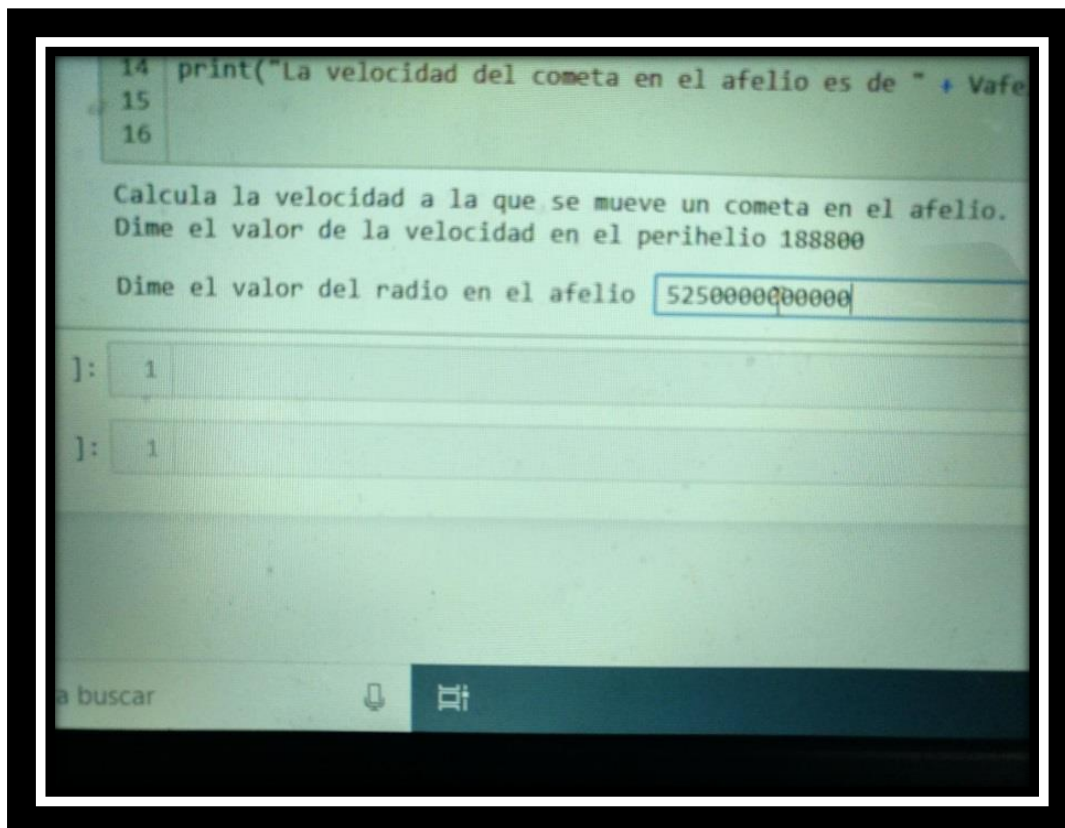 14 print("La velocidad del cometa en el afelio es de " + Vafe
15
16
Calcula la velocidad a la que se mueve un cometa en el afelio.
Dime el valor de la velocidad en el perihelio 188800
Dime el valor del radio en el afelio 5250000000000
]: 1
]: 1
a buscar